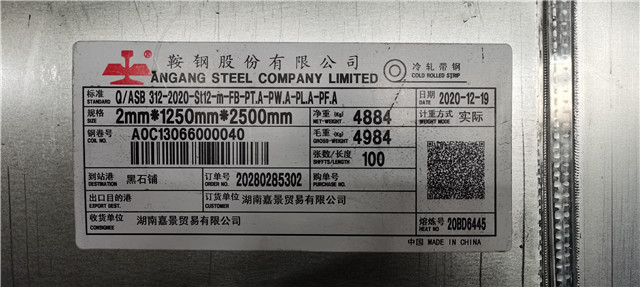 鞍钢股份有限公司
ANGANG STEEL COMPANY LIMITED
冷轧带钢
COLD ROLLED STRIP
标准 STANDARD Q/ASB 312-2020-St12-m-FB-PT.A-PW.A-PL.A-PF.A
日期 DATE 2020-12-19
规格 SIZE 2mm*1250mm*2500mm
净重(Kg) NET-WEIGHT 4884
计重方式 MODE WEIGHT 实际
钢卷号 COIL NO. A0C13066000040
毛重(Kg) GROSS-WEIGHT 4984
张数/长度 SHFFTS/LENGTH 100
到站港 DESTINATION 黑石铺
订单号 ORDER NO. 20280285302
购单号 PURCHASE NO.
出口目的港 EXPORT DEST.
订货单位 CUSTOMER 湖南嘉景贸易有限公司
收货单位 CONSIGNEE 湖南嘉景贸易有限公司
熔炼号 HEAT NO 20BD6445
中国 MADE IN CHINA